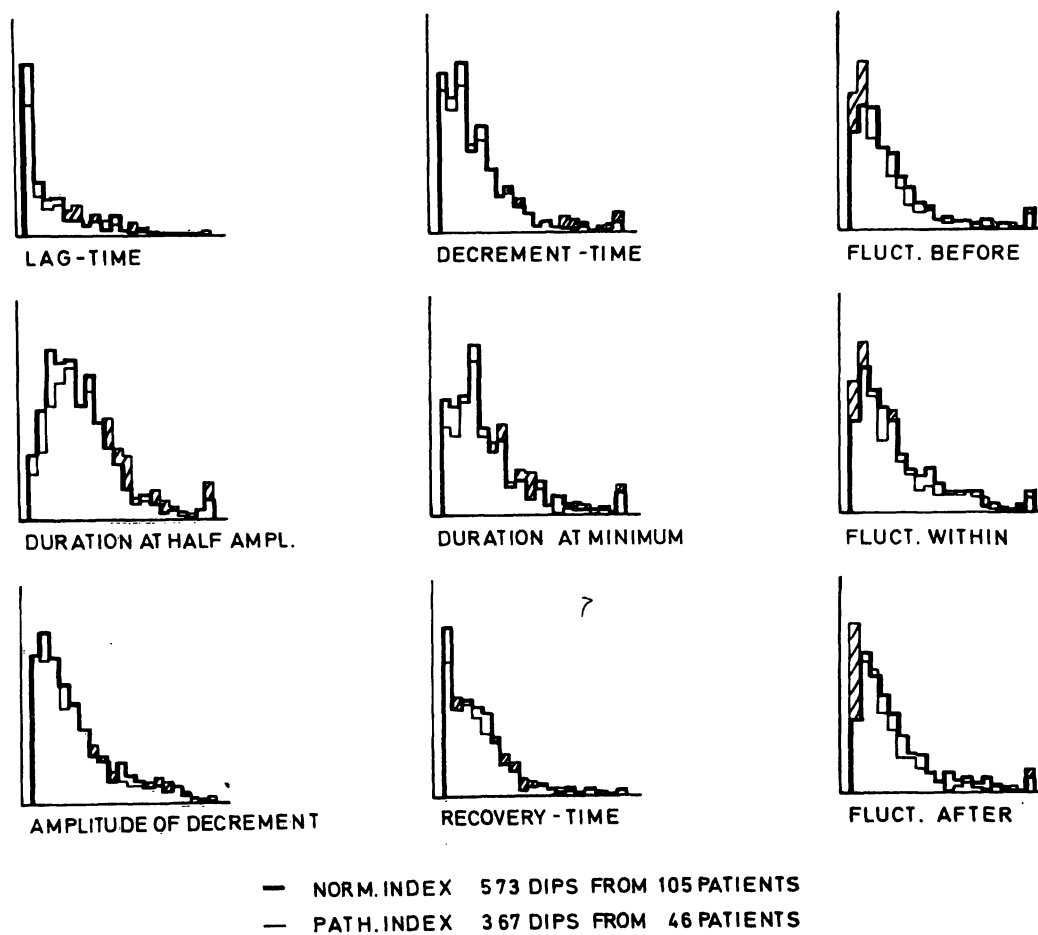 LAG-TIME
DECREMENT-TIME
FLUCT. BEFORE
DURATION AT HALF AMPL.
DURATION AT MINIMUM
FLUCT. WITHIN
AMPLITUDE OF DECREMENT
RECOVERY-TIME
FLUCT. AFTER
NORM. INDEX 573 DIPS FROM 105 PATIENTS
PATH. INDEX 367 DIPS FROM 46 PATIENTS